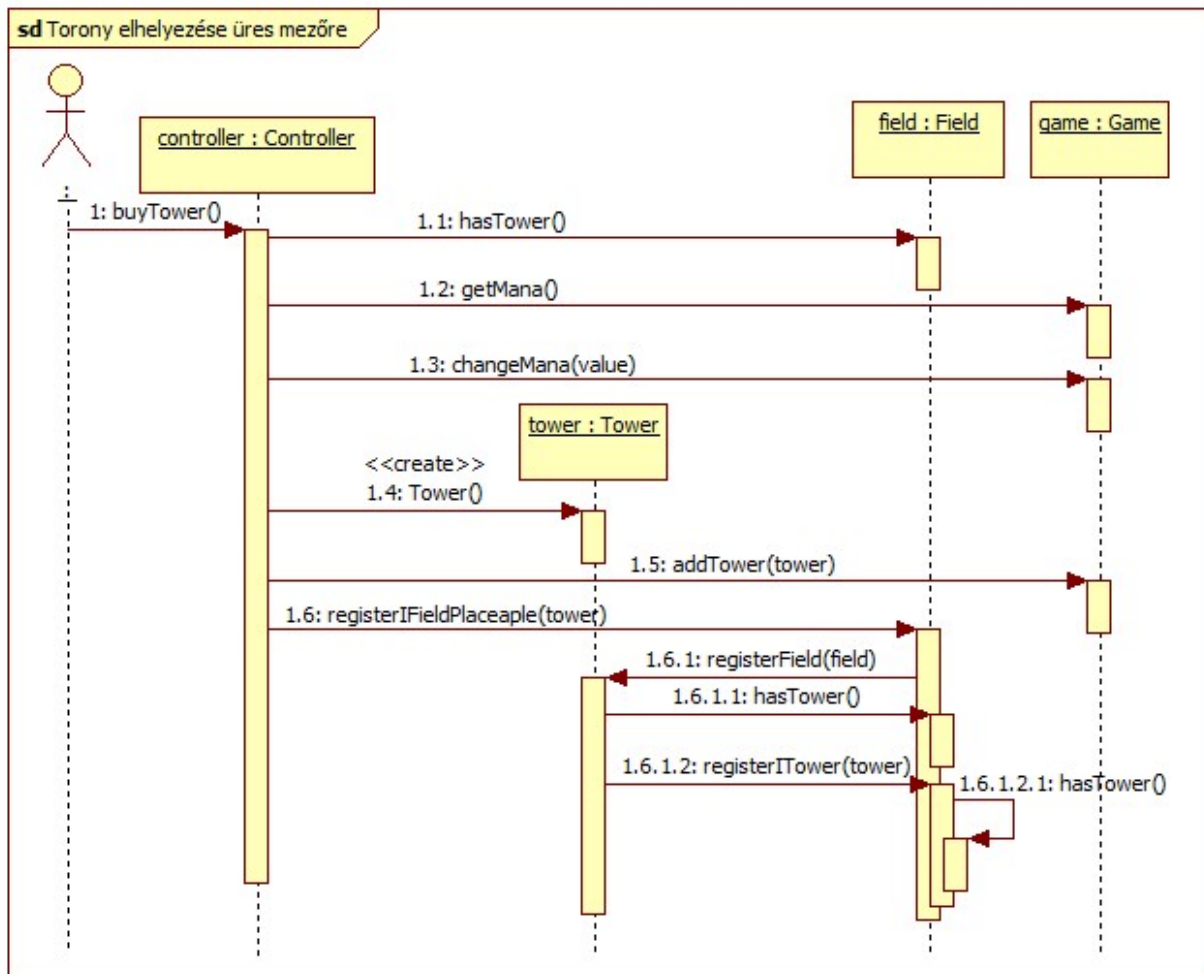 sd Torony elhelyezése üres mezőre
controller : Controller
field : Field
game : Game
:
1: buyTower()
1.1: hasTower()
1.2: getMana()
1.3: changeMana(value)
tower : Tower
<<create>>
1.4: Tower()
1.5: addTower(tower)
1.6: registerIFieldPlaceaple(tower)
1.6.1: registerField(field)
1.6.1.1: hasTower()
1.6.1.2: registerITower(tower)
1.6.1.2.1: hasTower()